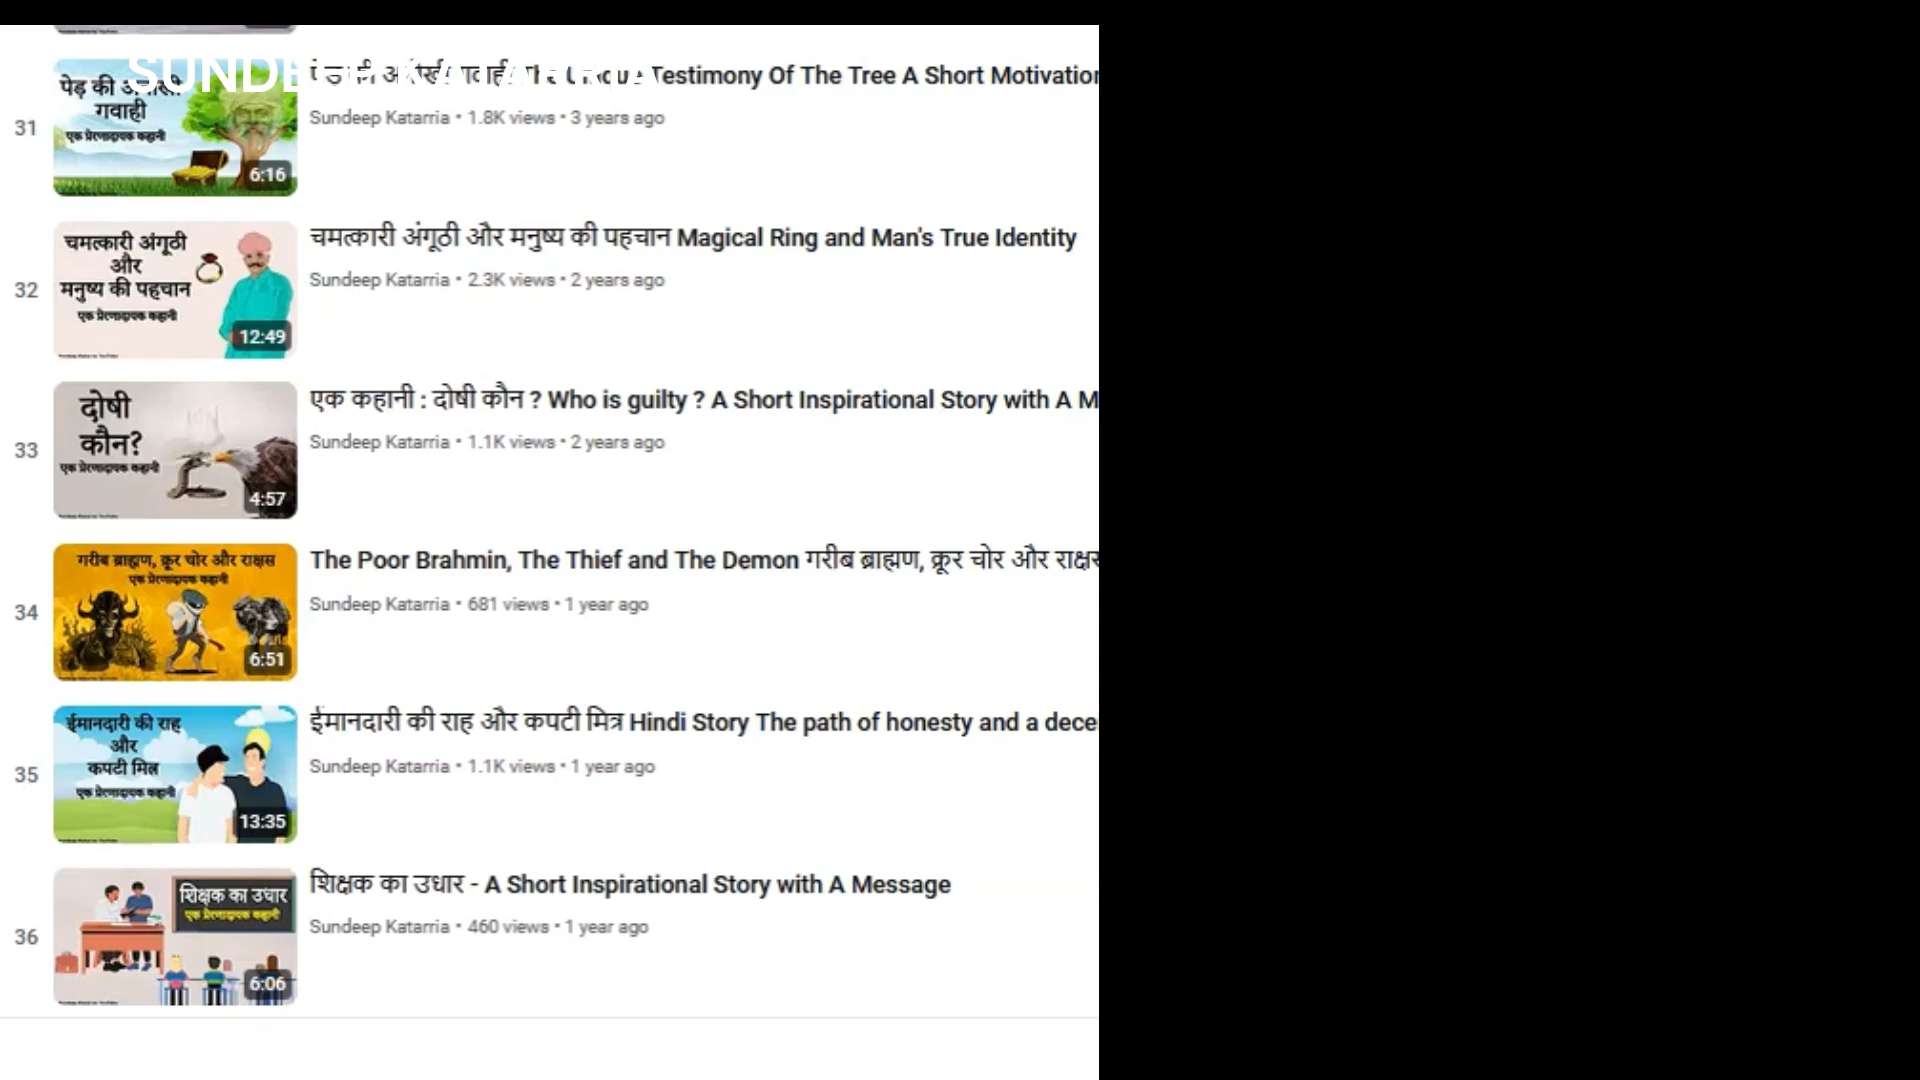 SUNDEEP KATARRIA
31
पेड़ की अनोखी
गवाही
एक प्रेरणादायक कहानी
6:16
पेड़ की अनोखी गवाही The Unique Testimony Of The Tree A Short Motivation
Sundeep Katarria • 1.8K views • 3 years ago
32
चमत्कारी अंगूठी
और
मनुष्य की पहचान
एक प्रेरणादायक कहानी
12:49
चमत्कारी अंगूठी और मनुष्य की पहचान Magical Ring and Man's True Identity
Sundeep Katarria • 2.3K views • 2 years ago
33
दोषी
कौन?
एक प्रेरणादायक कहानी
4:57
एक कहानी : दोषी कौन ? Who is guilty ? A Short Inspirational Story with A M
Sundeep Katarria • 1.1K views • 2 years ago
34
गरीब ब्राह्मण, क्रूर चोर और राक्षस
एक प्रेरणादायक कहानी
6:51
The Poor Brahmin, The Thief and The Demon गरीब ब्राह्मण, क्रूर चोर और राक्षस
Sundeep Katarria • 681 views • 1 year ago
35
ईमानदारी की राह
और
कपटी मित्र
एक प्रेरणादायक कहानी
13:35
ईमानदारी की राह और कपटी मित्र Hindi Story The path of honesty and a dece
Sundeep Katarria • 1.1K views • 1 year ago
36
शिक्षक का उधार
एक प्रेरणादायक कहानी
6:06
शिक्षक का उधार - A Short Inspirational Story with A Message
Sundeep Katarria • 460 views • 1 year ago